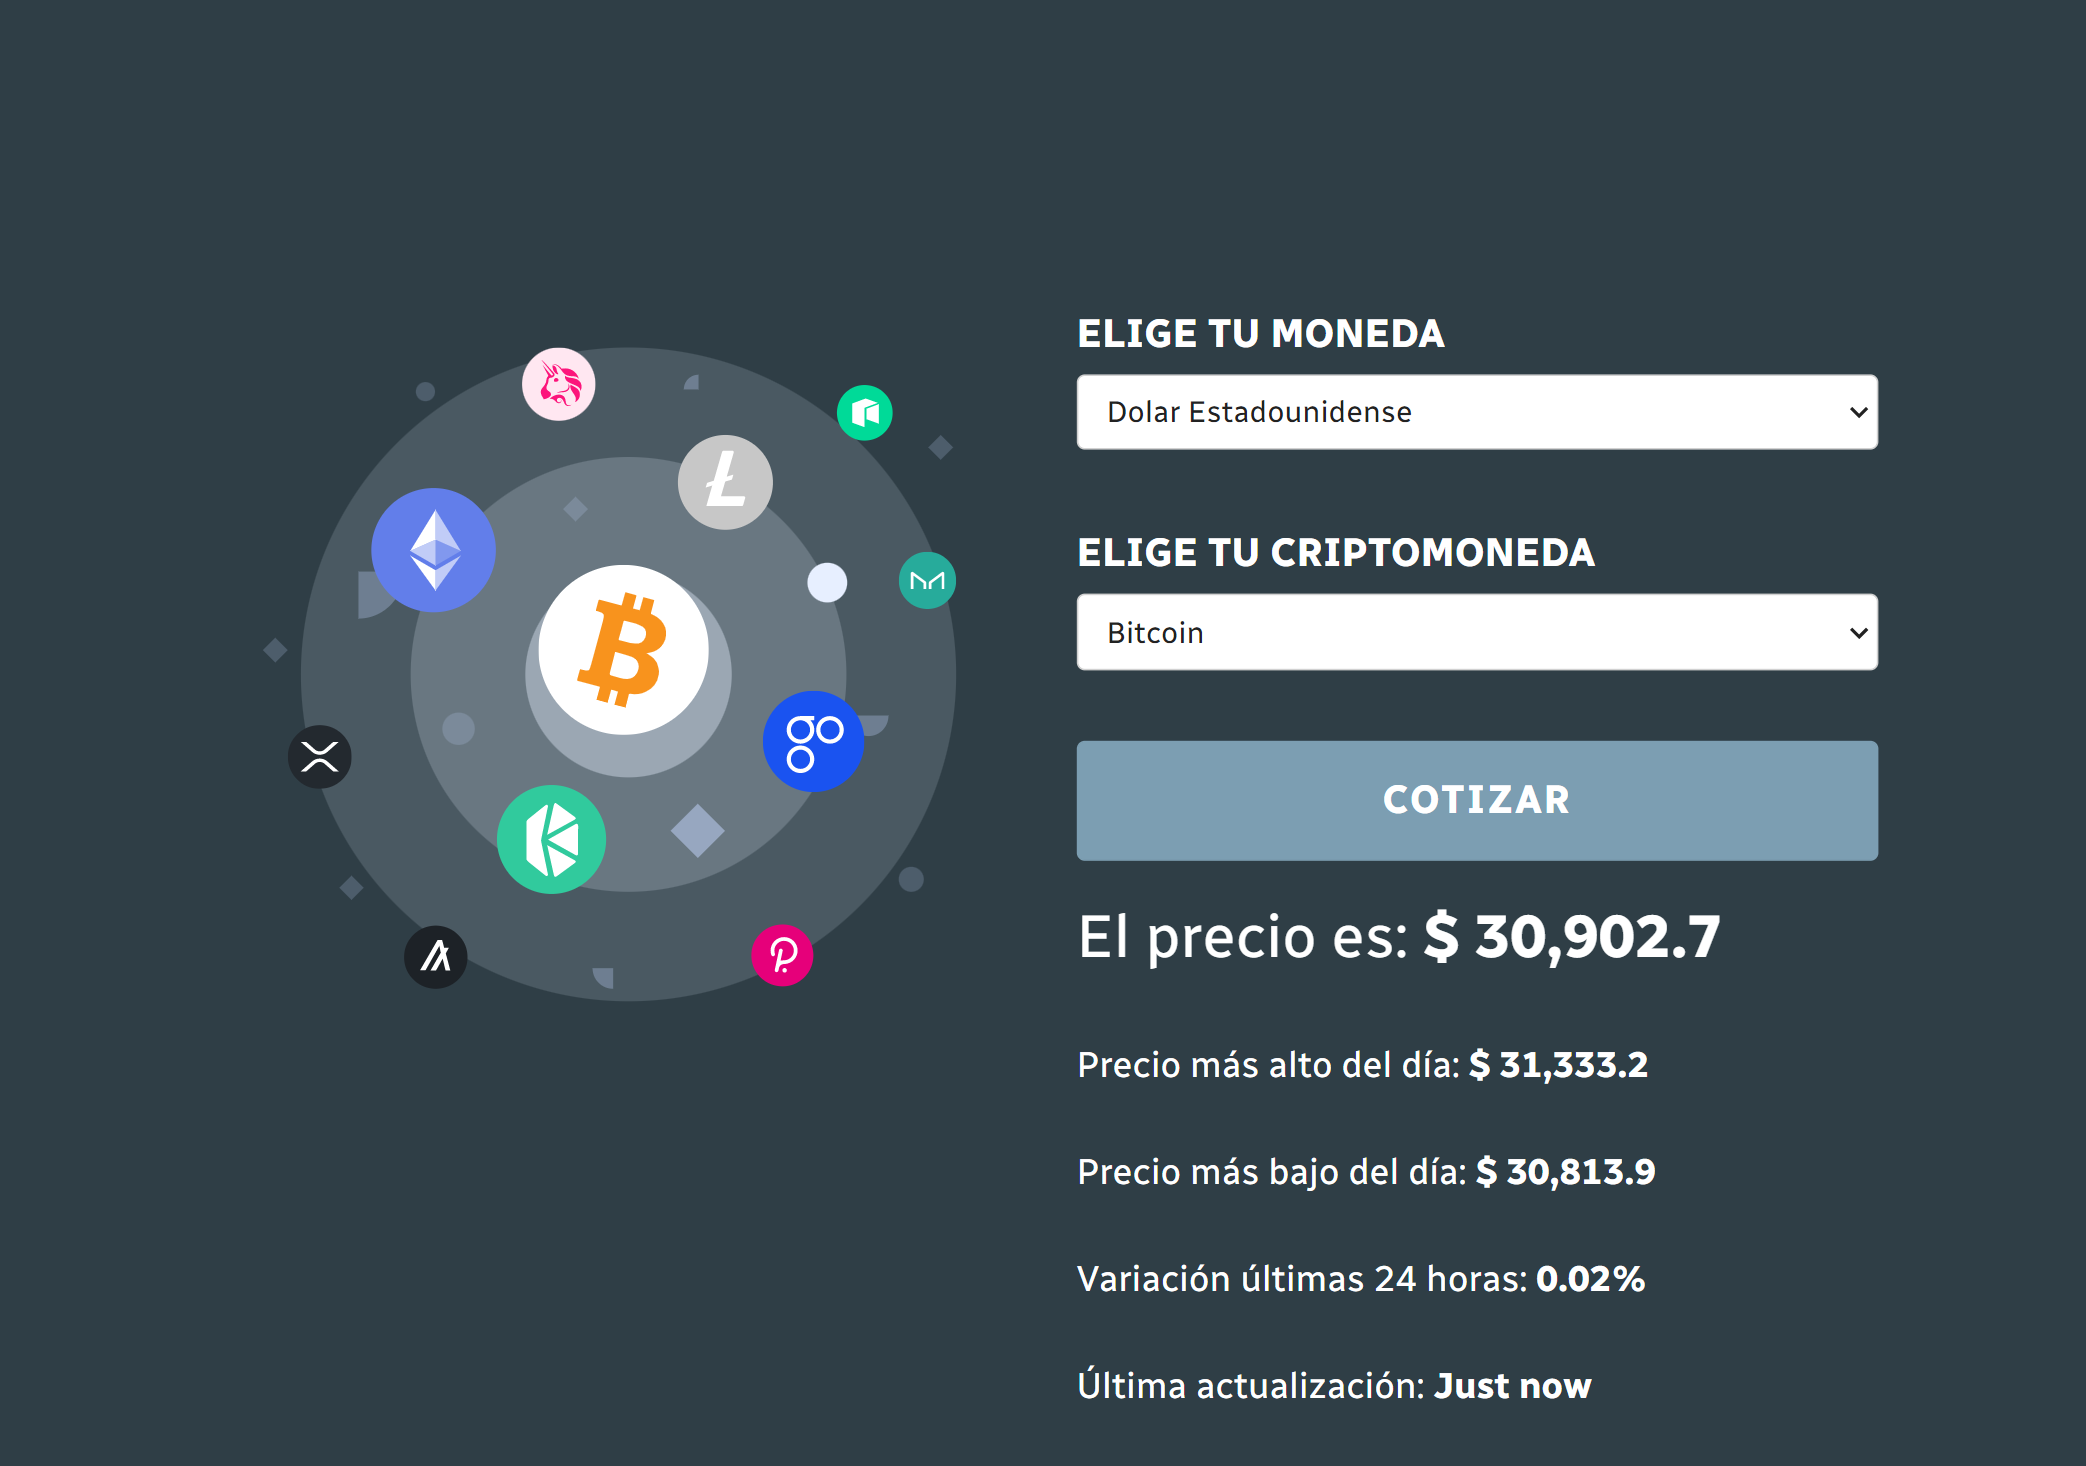 ELIGE TU MONEDA
Dolar Estadounidense
ELIGE TU CRIPTOMONEDA
Bitcoin
COTIZAR
El precio es: $ 30,902.7
Precio más alto del día: $ 31,333.2
Precio más bajo del día: $ 30,813.9
Variación últimas 24 horas: 0.02%
Última actualización: Just now